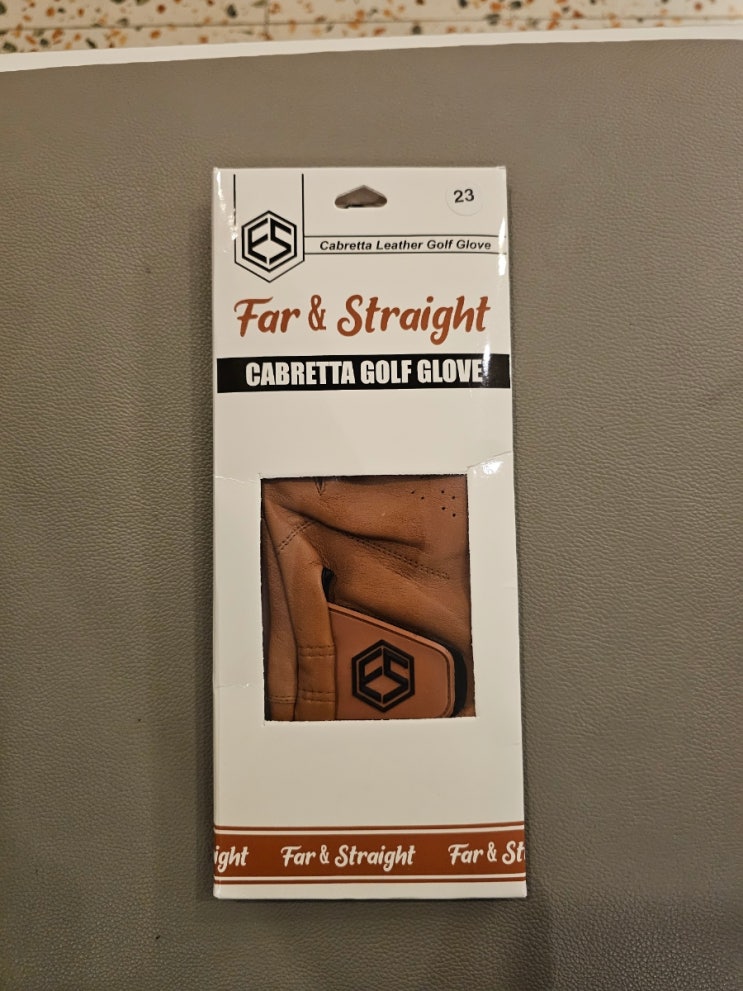 23
ES
Cabretta Leather Golf Glove
Far & Straight
CABRETTA GOLF GLOVE
ES
ight Far & Straight Far & St